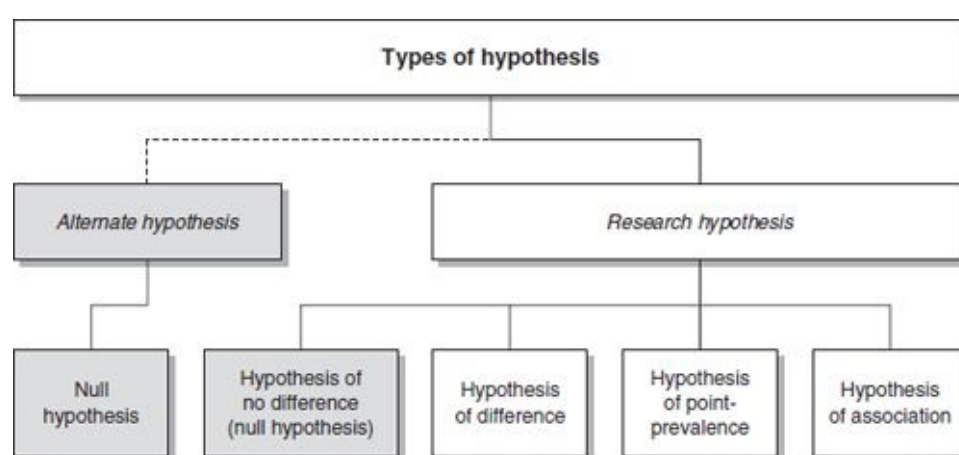 Types of hypothesis
Alternate hypothesis
Research hypothesis
Null
hypothesis
Hypothesis of
no difference
(null hypothesis)
Hypothesis
of difference
Hypothesis
of point-
prevalence
Hypothesis
of association